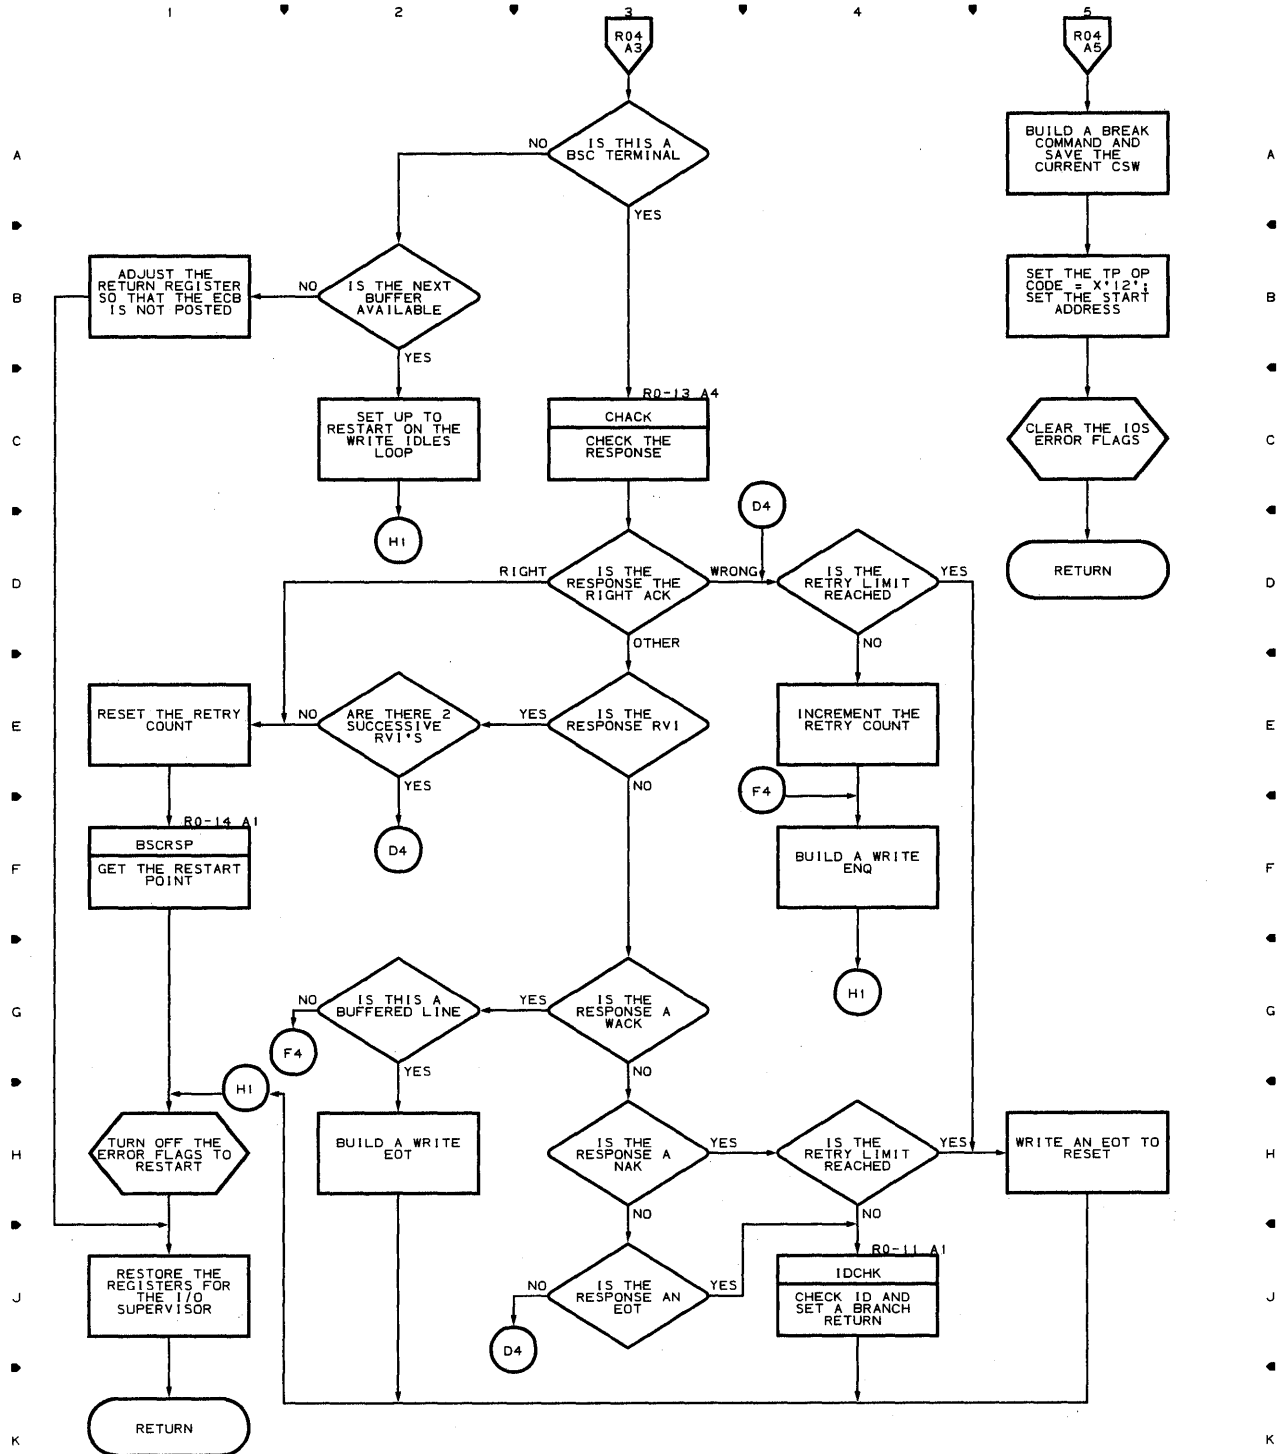 1 2 3 4 5
R04
A3
R04
A5
A
NO
IS THIS A
BSC TERMINAL
YES
BUILD A BREAK
COMMAND AND
SAVE THE
CURRENT CSW
A
B
ADJUST THE
RETURN REGISTER
SO THAT THE ECB
IS NOT POSTED
NO
IS THE NEXT
BUFFER
AVAILABLE
YES
SET THE TP OP
CODE = X'12';
SET THE START
ADDRESS
B
C
SET UP TO
RESTART ON THE
WRITE IDLES
LOOP
H1
R0-13 A4
CHACK
CHECK THE
RESPONSE
CLEAR THE IOS
ERROR FLAGS
C
D4
D
RIGHT
IS THE
RESPONSE THE
RIGHT ACK
WRONG
OTHER
IS THE
RETRY LIMIT
REACHED
YES
NO
RETURN
D
E
RESET THE RETRY
COUNT
NO
ARE THERE 2
SUCCESSIVE
RVI'S
YES
YES
IS THE
RESPONSE RVI
NO
INCREMENT THE
RETRY COUNT
E
F4
D4
F
R0-14 A1
BSCRSP
GET THE RESTART
POINT
BUILD A WRITE
ENQ
F
H1
G
NO
IS THIS A
BUFFERED LINE
YES
F4
YES
IS THE
RESPONSE A
WACK
NO
G
H1
H
TURN OFF THE
ERROR FLAGS TO
RESTART
BUILD A WRITE
EOT
IS THE
RESPONSE A
NAK
YES
NO
IS THE
RETRY LIMIT
REACHED
YES
NO
WRITE AN EOT TO
RESET
H
J
RESTORE THE
REGISTERS FOR
THE I/O
SUPERVISOR
NO
IS THE
RESPONSE AN
EOT
YES
D4
R0-11 A1
IDCHK
CHECK ID AND
SET A BRANCH
RETURN
J
K
RETURN
K